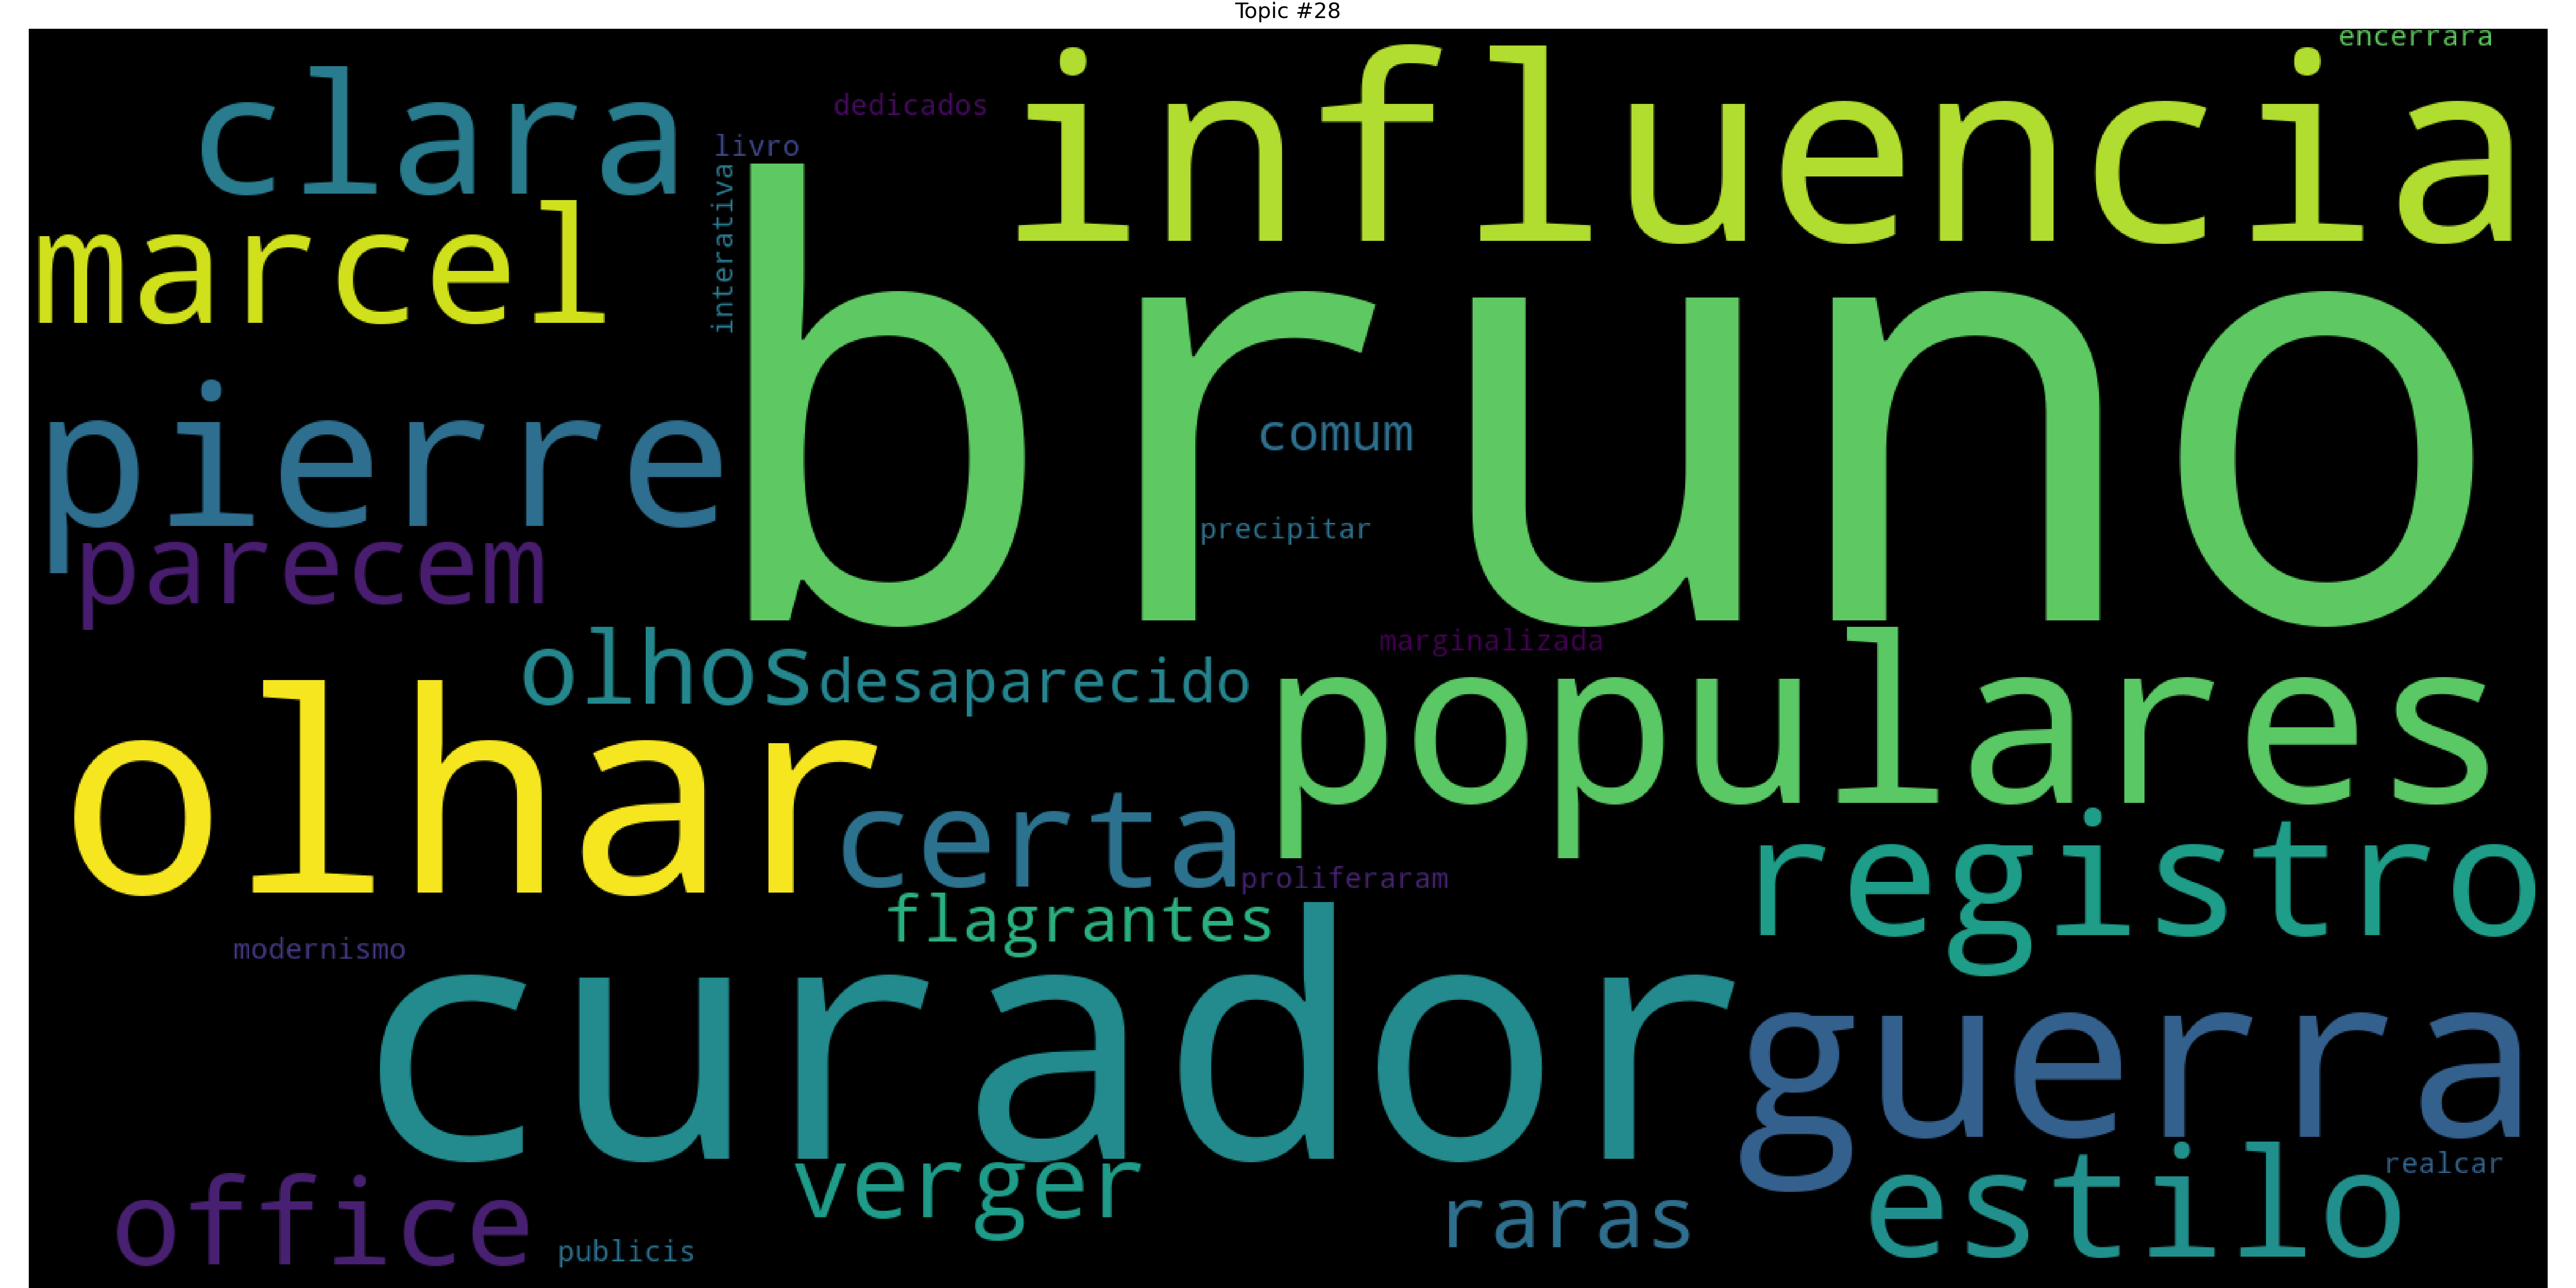 Topic #28
encerrara
clara
dedicados
influencia
livro
interativa
marcel
bruno
pierre
comum
precipitar
parecem
olhos
desaparecido
marginalizada
populares
olhar
certa
proliferaram
registro
flagrantes
modernismo
curador
guerra
verger
realcar
office
publicis
raras
estilo